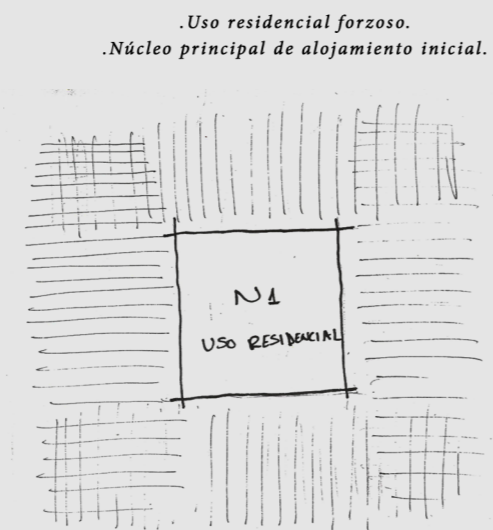 .Uso residencial forzoso.
.Núcleo principal de alojamiento inicial.
N1
USO RESIDENCIAL